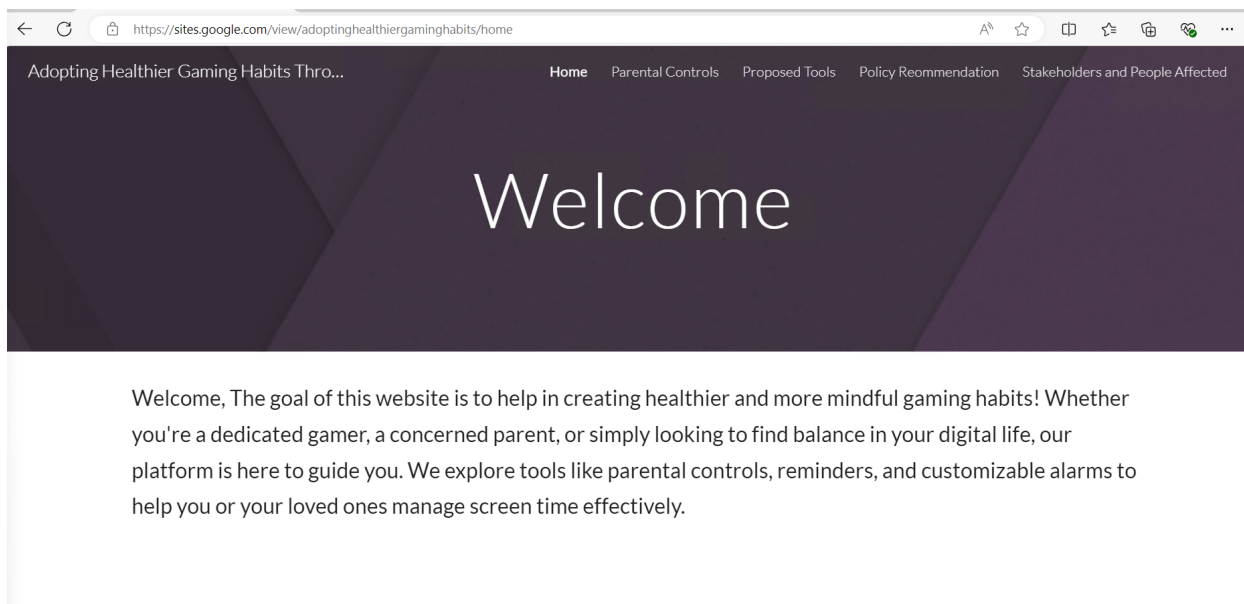 https://sites.google.com/view/adoptinghealthiergaminghabits/home
Adopting Healthier Gaming Habits Thro...
Home Parental Controls Proposed Tools Policy Reommendation Stakeholders and People Affected
Welcome
Welcome, The goal of this website is to help in creating healthier and more mindful gaming habits! Whether
you're a dedicated gamer, a concerned parent, or simply looking to find balance in your digital life, our
platform is here to guide you. We explore tools like parental controls, reminders, and customizable alarms to
help you or your loved ones manage screen time effectively.